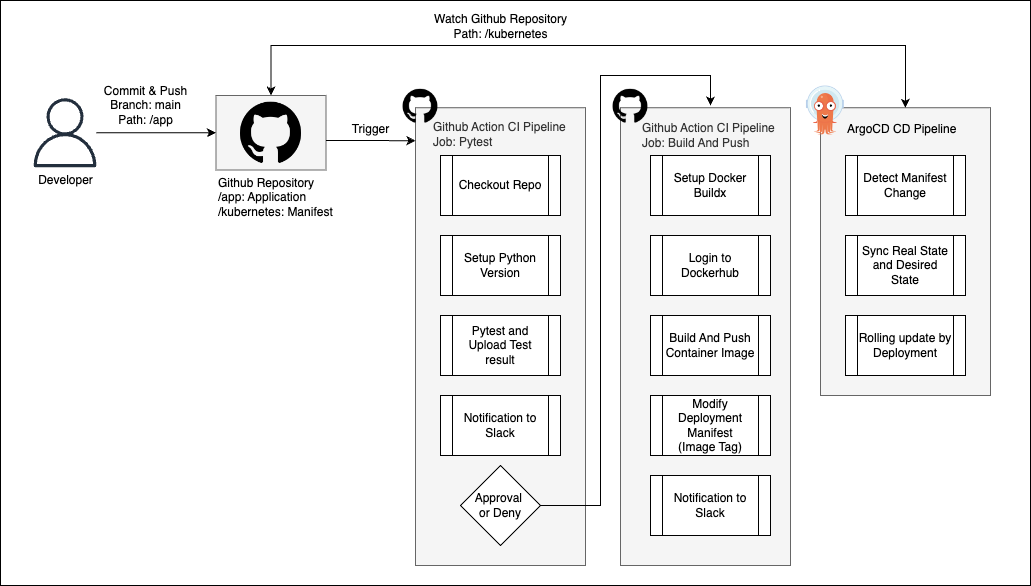 Watch Github Repository
Path: /kubernetes
Commit & Push
Branch: main
Path: /app
Developer
Github Repository
/app: Application
/kubernetes: Manifest
Trigger
Github Action CI Pipeline
Job: Pytest
Checkout Repo
Setup Python
Version
Pytest and
Upload Test
result
Notification to
Slack
Approval
or Deny
Github Action CI Pipeline
Job: Build And Push
Setup Docker
Buildx
Login to
Dockerhub
Build And Push
Container Image
Modify
Deployment
Manifest
(Image Tag)
Notification to
Slack
ArgoCD CD Pipeline
Detect Manifest
Change
Sync Real State
and Desired
State
Rolling update by
Deployment